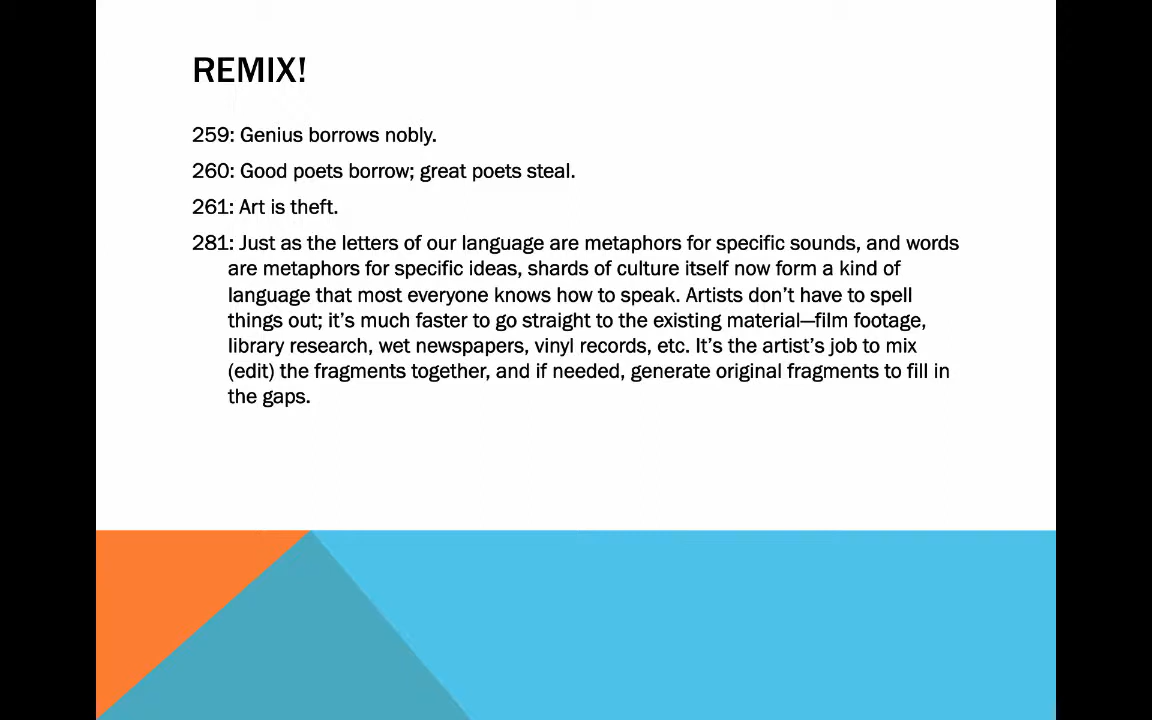 REMIX!
259: Genius borrows nobly.
260: Good poets borrow; great poets steal.
261: Art is theft.
281: Just as the letters of our language are metaphors for specific sounds, and words
are metaphors for specific ideas, shards of culture itself now form a kind of
language that most everyone knows how to speak. Artists don’t have to spell
things out; it’s much faster to go straight to the existing material—film footage,
library research, wet newspapers, vinyl records, etc. It’s the artist’s job to mix
(edit) the fragments together, and if needed, generate original fragments to fill in
the gaps.